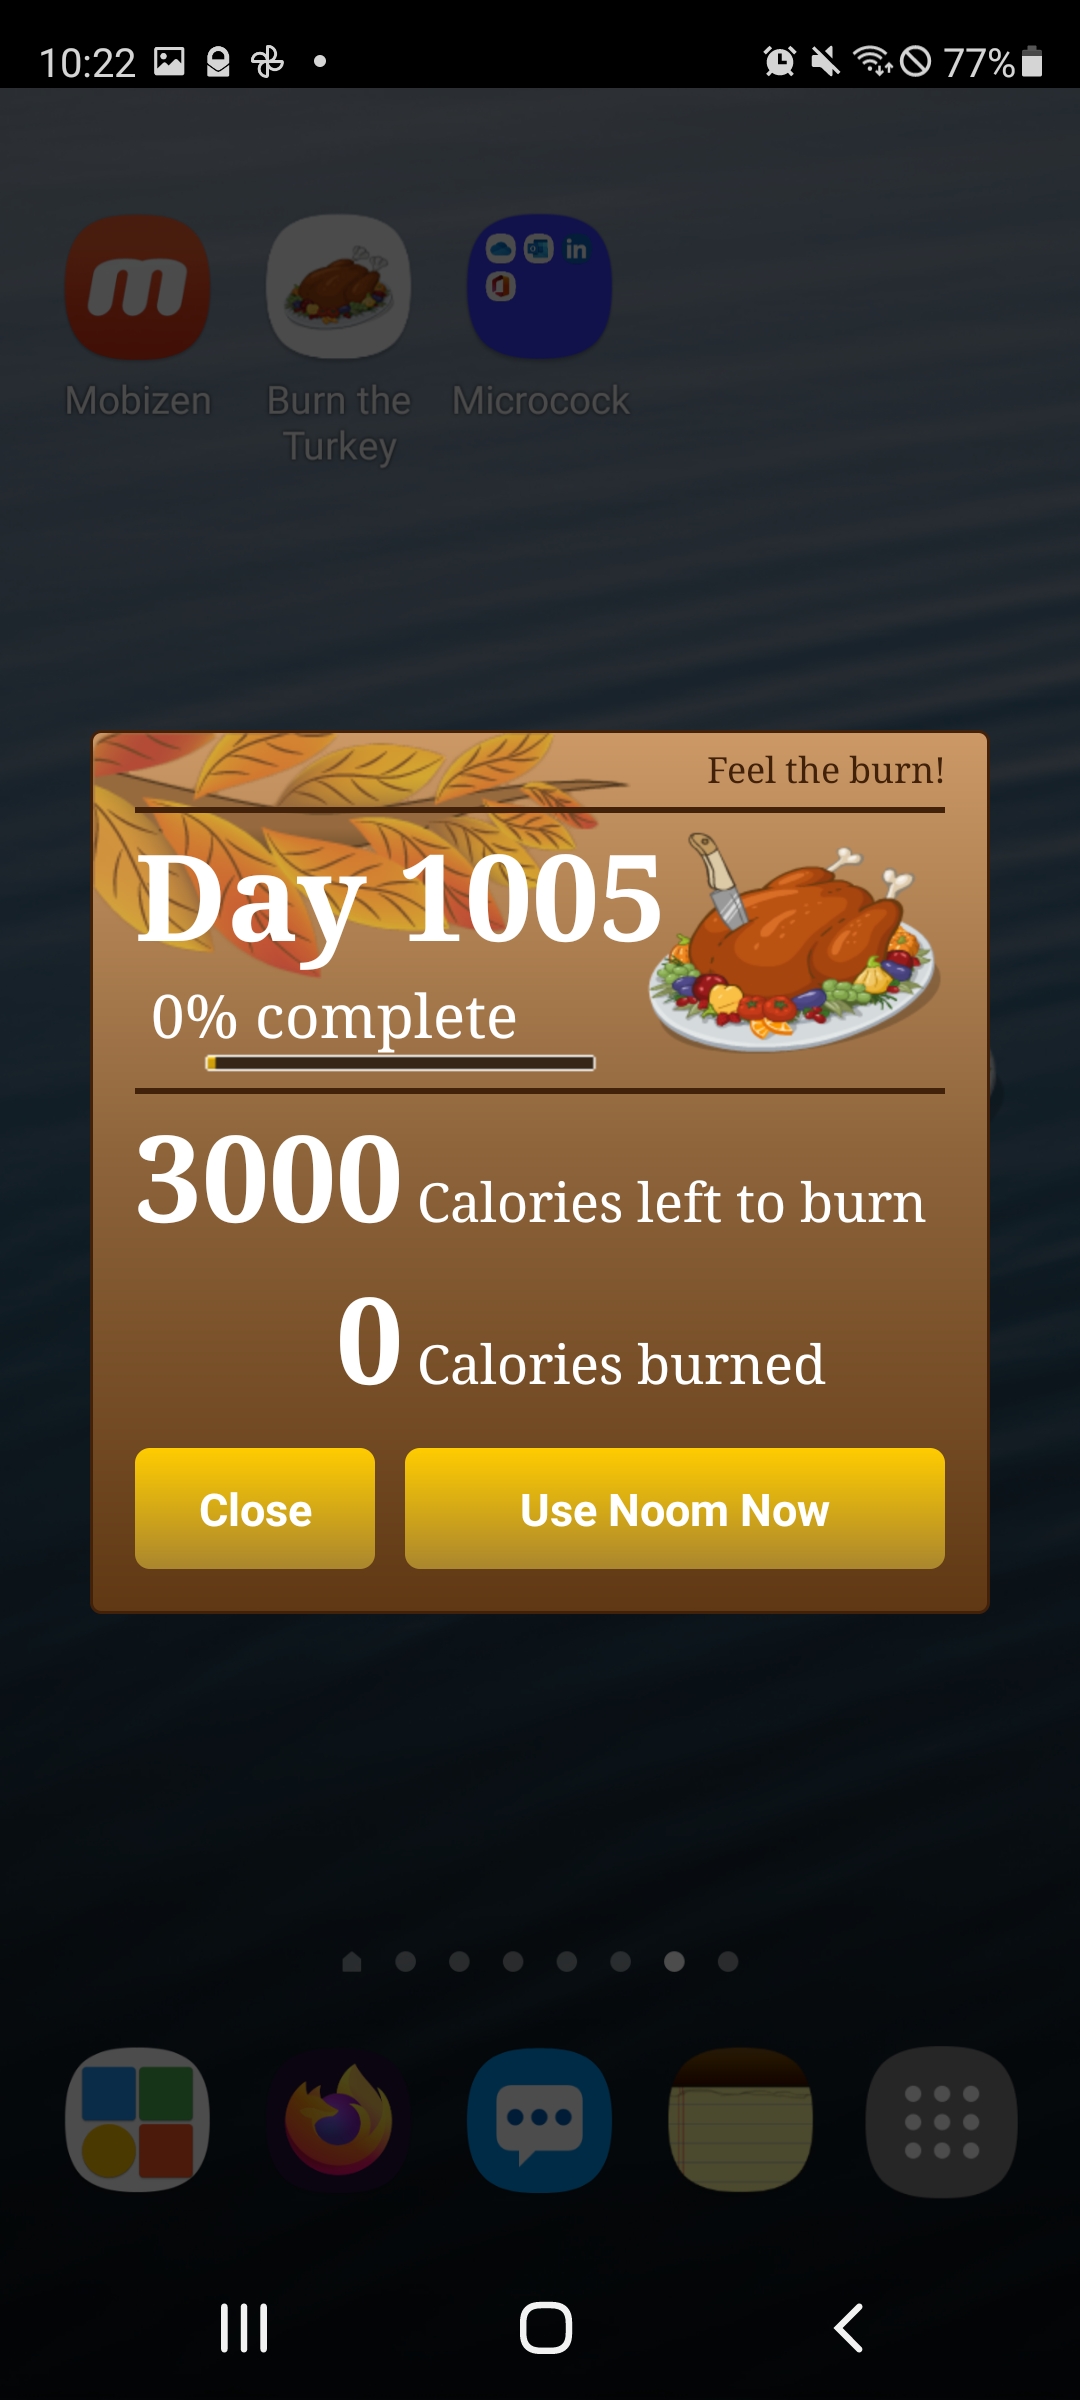 10:22
77%
Mobizen
Burn the
Turkey
in
Microcock
Feel the burn!
Day 1005
0% complete
3000 Calories left to burn
0 Calories burned
Close
Use Noom Now